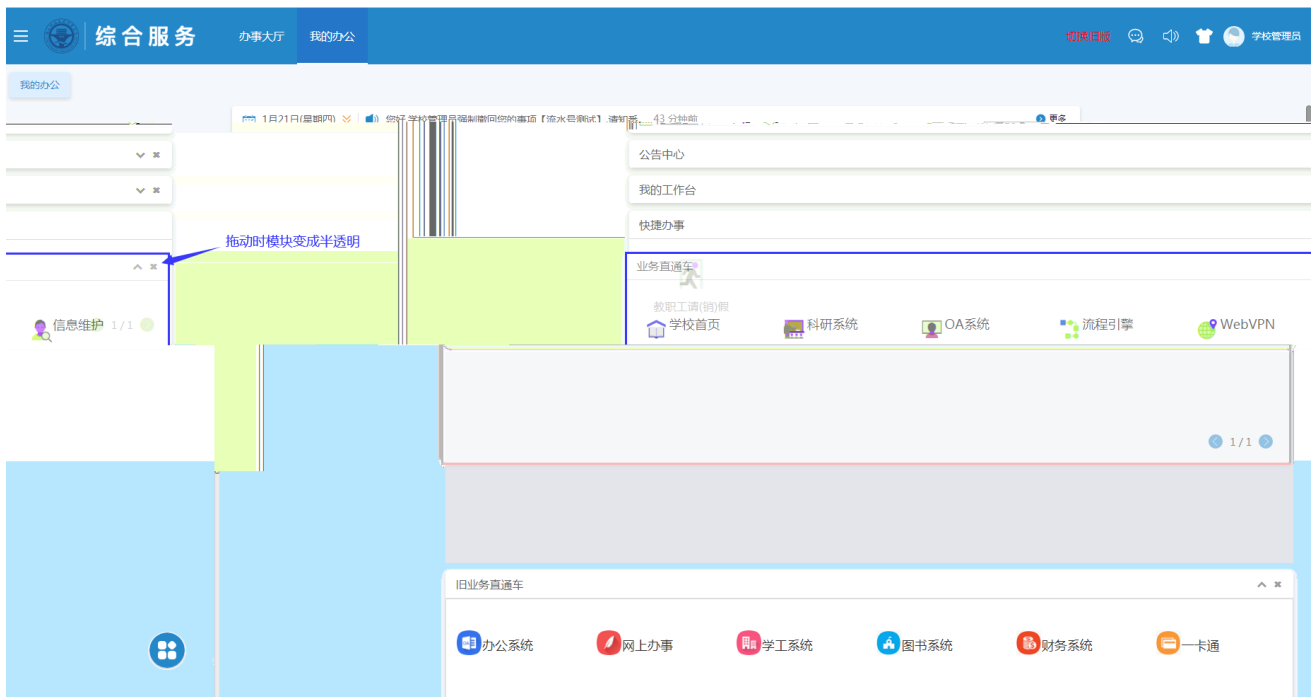 综合服务 办事大厅 我的办公 切换旧版 学校管理员
我的办公
1月21日(星期四) 您好,学校管理员强制撤回您的事项【流水号测试】,请知 43 分钟前 更多
公告中心
我的工作台
快捷办事
拖动时模块变成半透明
业务直通车
教职工请(销)假
信息维护 1/1 学校首页 科研系统 OA系统 流程引擎 WebVPN
1/1
旧业务直通车
办公系统 网上办事 学工系统 图书系统 财务系统 一卡通